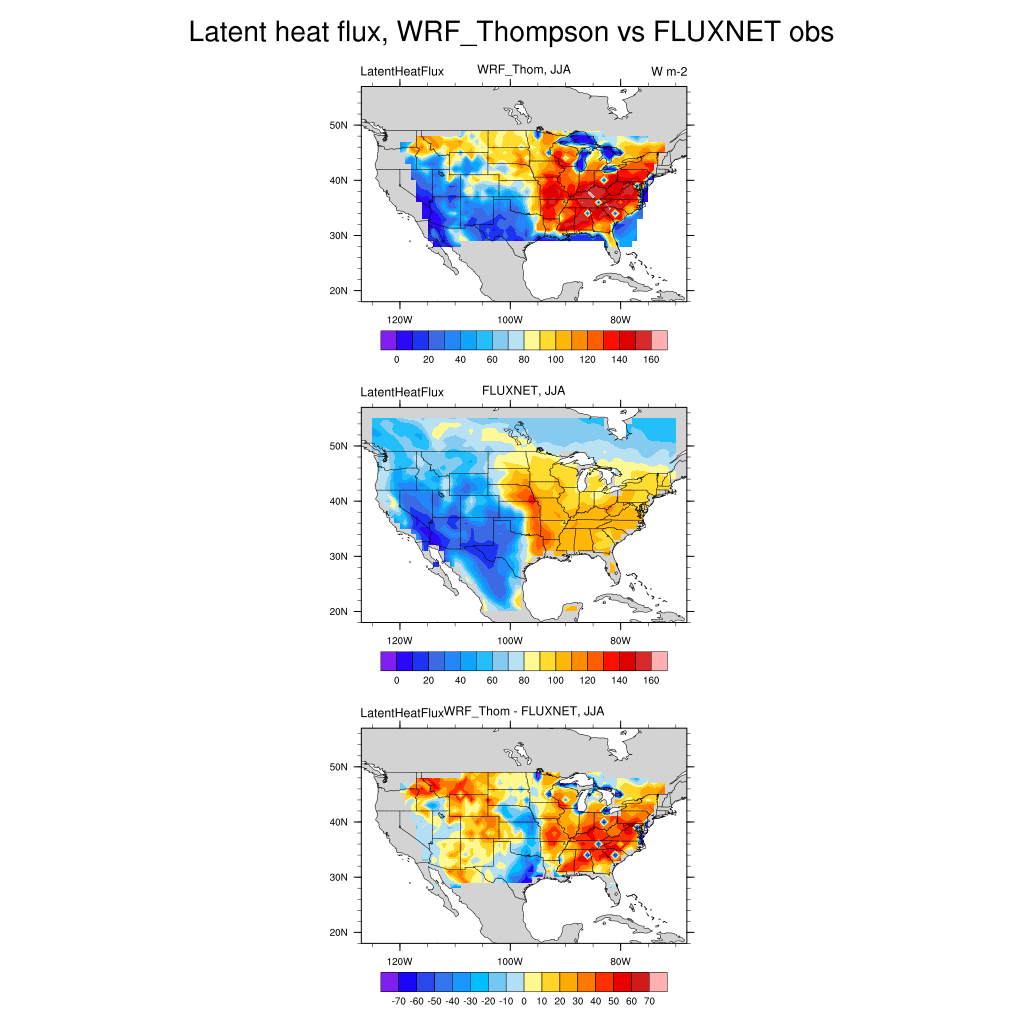 Latent heat flux, WRF_Thompson vs FLUXNET obs
LatentHeatFlux WRF_Thom, JJA W m-2
50N
40N
30N
20N
120W 100W 80W
0 20 40 60 80 100 120 140 160
LatentHeatFlux FLUXNET, JJA
50N
40N
30N
20N
120W 100W 80W
0 20 40 60 80 100 120 140 160
LatentHeatFlux WRF_Thom - FLUXNET, JJA
50N
40N
30N
20N
120W 100W 80W
-70 -60 -50 -40 -30 -20 -10 0 10 20 30 40 50 60 70